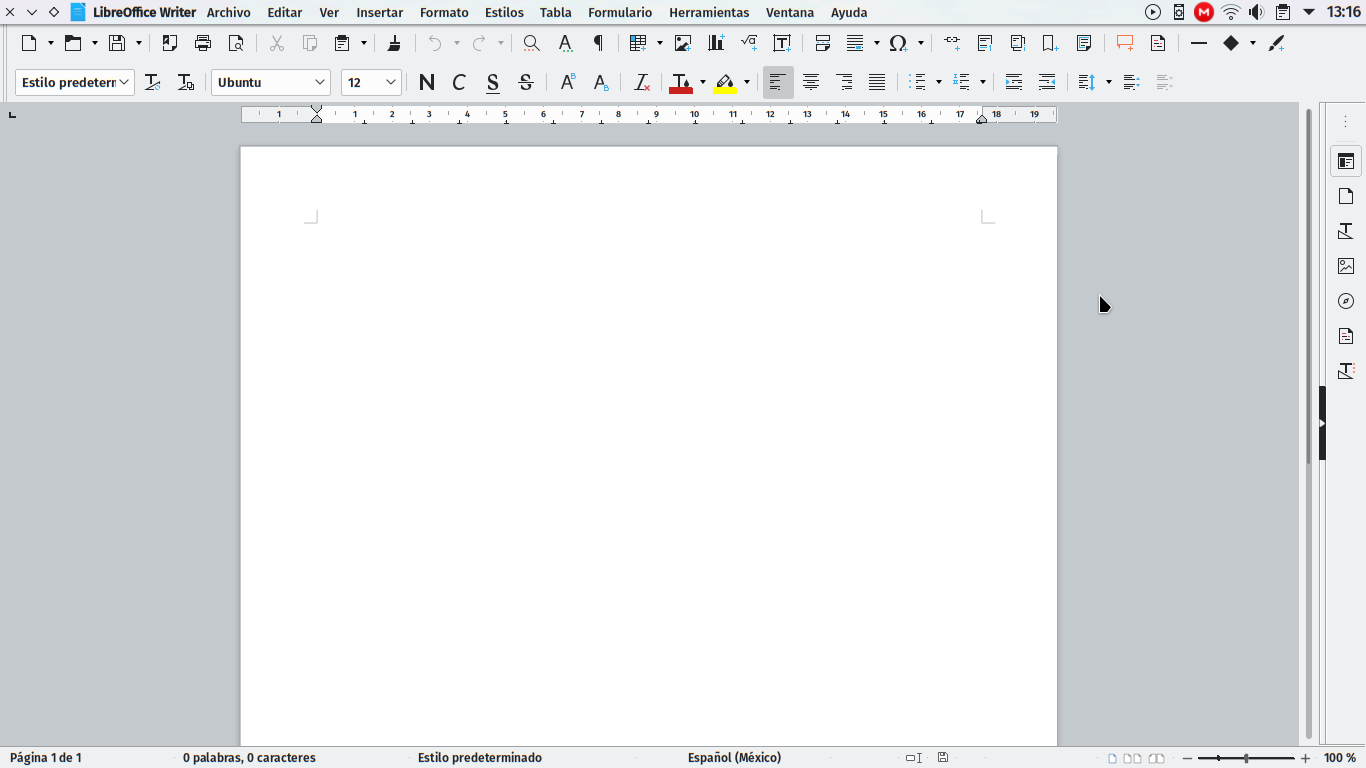 LibreOffice Writer Archivo Editar Ver Insertar Formato Estilos Tabla Formulario Herramientas Ventana Ayuda M 13:16
Estilo predeterm Ubuntu 12 N C S S
1 1 2 3 4 5 6 7 8 9 10 11 12 13 14 15 16 17 18 19
Página 1 de 1 0 palabras, 0 caracteres Estilo predeterminado Español (México) 100 %